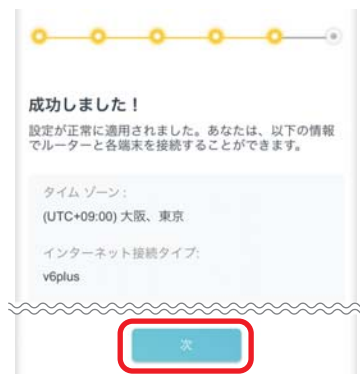 成功しました！
設定が正常に適用されました。あなたは、以下の情報
でルーターと各端末を接続することができます。
タイム ゾーン :
(UTC+09:00) 大阪、東京
インターネット接続タイプ:
v6plus
次